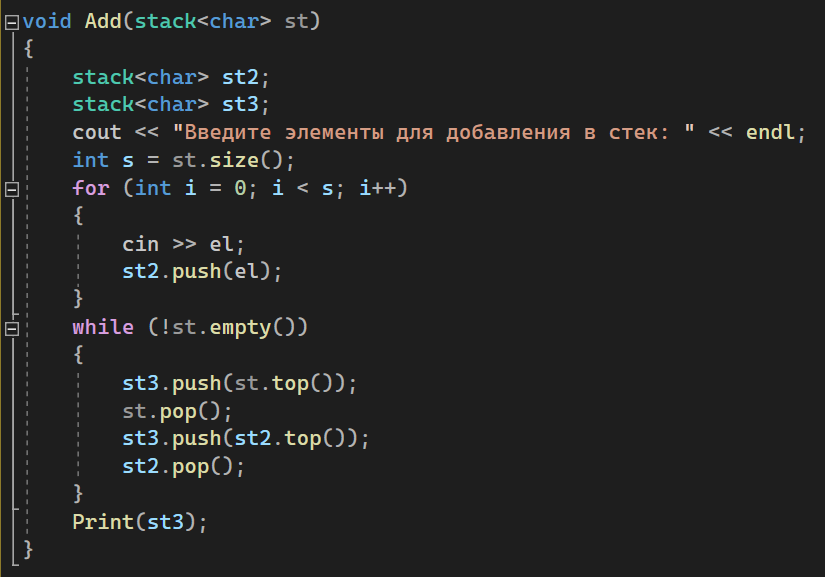 void Add(stack<char> st)
{
    stack<char> st2;
    stack<char> st3;
    cout << "Введите элементы для добавления в стек: " << endl;
    int s = st.size();
    for (int i = 0; i < s; i++)
    {
        cin >> el;
        st2.push(el);
    }
    while (!st.empty())
    {
        st3.push(st.top());
        st.pop();
        st3.push(st2.top());
        st2.pop();
    }
    Print(st3);
}